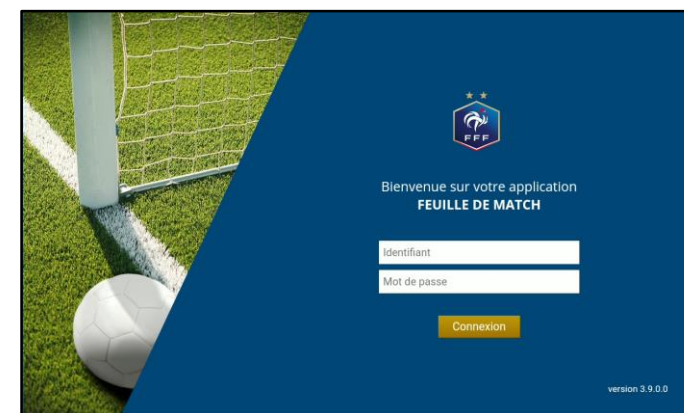 FFF
Bienvenue sur votre application
FEUILLE DE MATCH
Identifiant
Mot de passe
Connexion
version 3.9.0.0